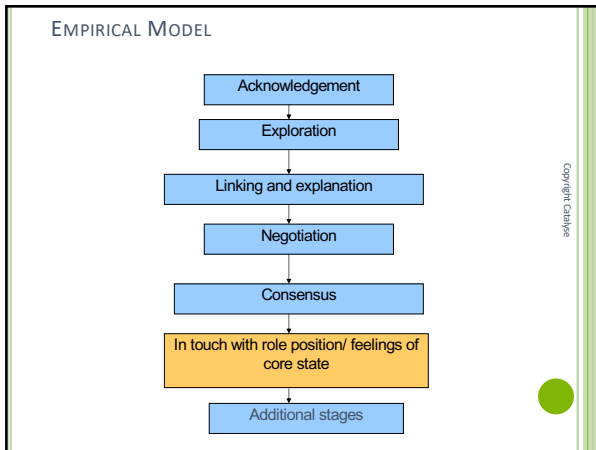 EMPIRICAL MODEL
Acknowledgement
Exploration
Linking and explanation
Negotiation
Consensus
In touch with role position/ feelings of
core state
Additional stages
Copyright Catalyse